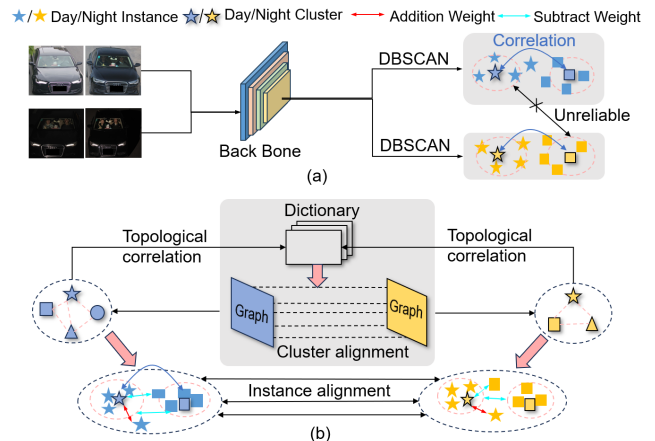 / Day/Night Instance / Day/Night Cluster Addition Weight Subtract Weight
DBSCAN
Correlation
Unreliable
DBSCAN
Back Bone
(a)
Dictionary
Topological
correlation
Topological
correlation
Graph
Graph
Cluster alignment
Instance alignment
(b)